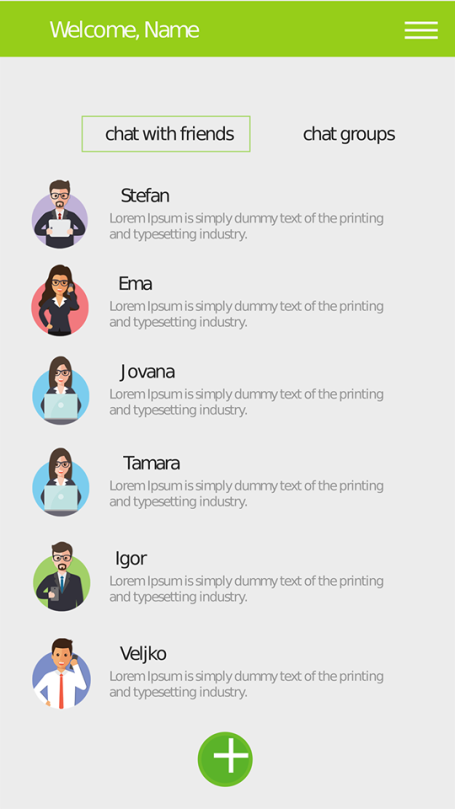 Welcome, Name
chat with friends
chat groups
Stefan
Lorem Ipsum is simply dummy text of the printing
and typesetting industry.
Ema
Lorem Ipsum is simply dummy text of the printing
and typesetting industry.
Jovana
Lorem Ipsum is simply dummy text of the printing
and typesetting industry.
Tamara
Lorem Ipsum is simply dummy text of the printing
and typesetting industry.
Igor
Lorem Ipsum is simply dummy text of the printing
and typesetting industry.
Veljko
Lorem Ipsum is simply dummy text of the printing
and typesetting industry.